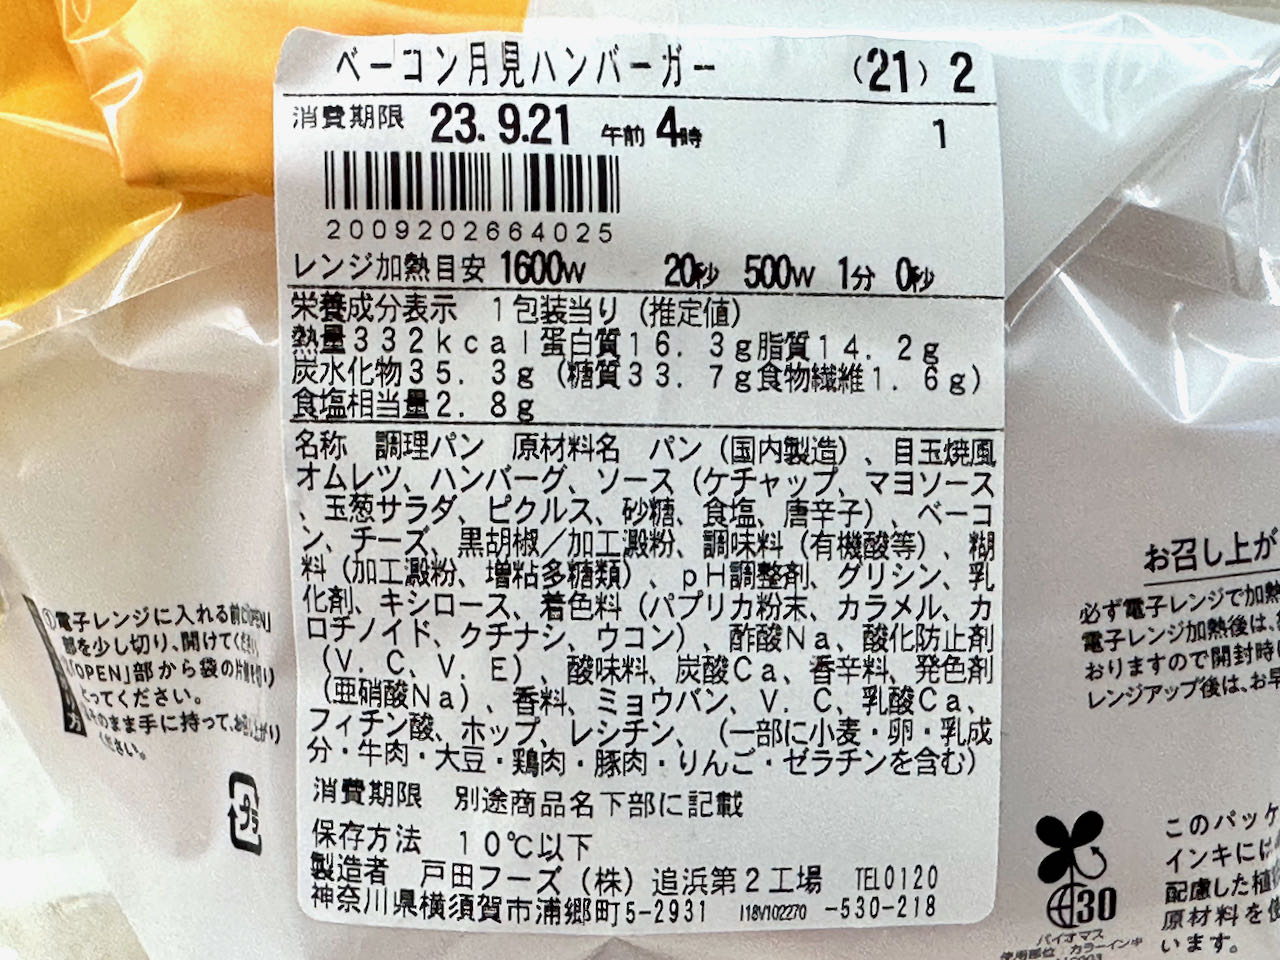 ベーコン月見ハンバーガー (21) 2
消費期限 23. 9.21 午前 4時 1
2009202664025
レンジ加熱目安 1600W 20秒 500W 1分 0秒
栄養成分表示 1包装当り (推定値)
熱量332kcal蛋白質16.3g脂質14.2g
炭水化物35.3g(糖質33.7g食物繊維1.6g)
食塩相当量2.8g
名称 調理パン 原材料名 パン(国内製造)、目玉焼風
オムレツ、ハンバーグ、ソース(ケチャップ、マヨソース
、玉葱サラダ、ピクルス、砂糖、食塩、唐辛子)、ベーコ
ン、チーズ、黒胡椒/加工澱粉、調味料(有機酸等)、糊
料(加工澱粉、増粘多糖類)、pH調整剤、グリシン、乳
化剤、キシロース、着色料(パプリカ粉末、カラメル、カ
ロチノイド、クチナシ、ウコン)、酢酸Na、酸化防止剤
(V.C、V.E)、酸味料、炭酸Ca、香辛料、発色剤
(亜硝酸Na)、香料、ミョウバン、V.C、乳酸Ca、
フィチン酸、ホップ、レシチン、(一部に小麦・卵・乳成
分・牛肉・大豆・鶏肉・豚肉・りんご・ゼラチンを含む)
消費期限 別途商品名下部に記載
保存方法 10℃以下
製造者 戸田フーズ(株)追浜第2工場 TEL0120
神奈川県横須賀市浦郷町5-2931 I18V102270 -530-218
①電子レンジに入れる前に「OPEN」
部を少し切り、開けてください。
「OPEN」部から袋の片側を切り
とってください。
そのまま手に持って、お召し上がり
ください。
プラ
お召し上が
必ず電子レンジで加熱
電子レンジ加熱後は、
おりますので開封時に
レンジアップ後は、お早
30
バイオマス
使用部位:カラーインキ
このパッケ
インキには
配慮した植
原材料を使
います。